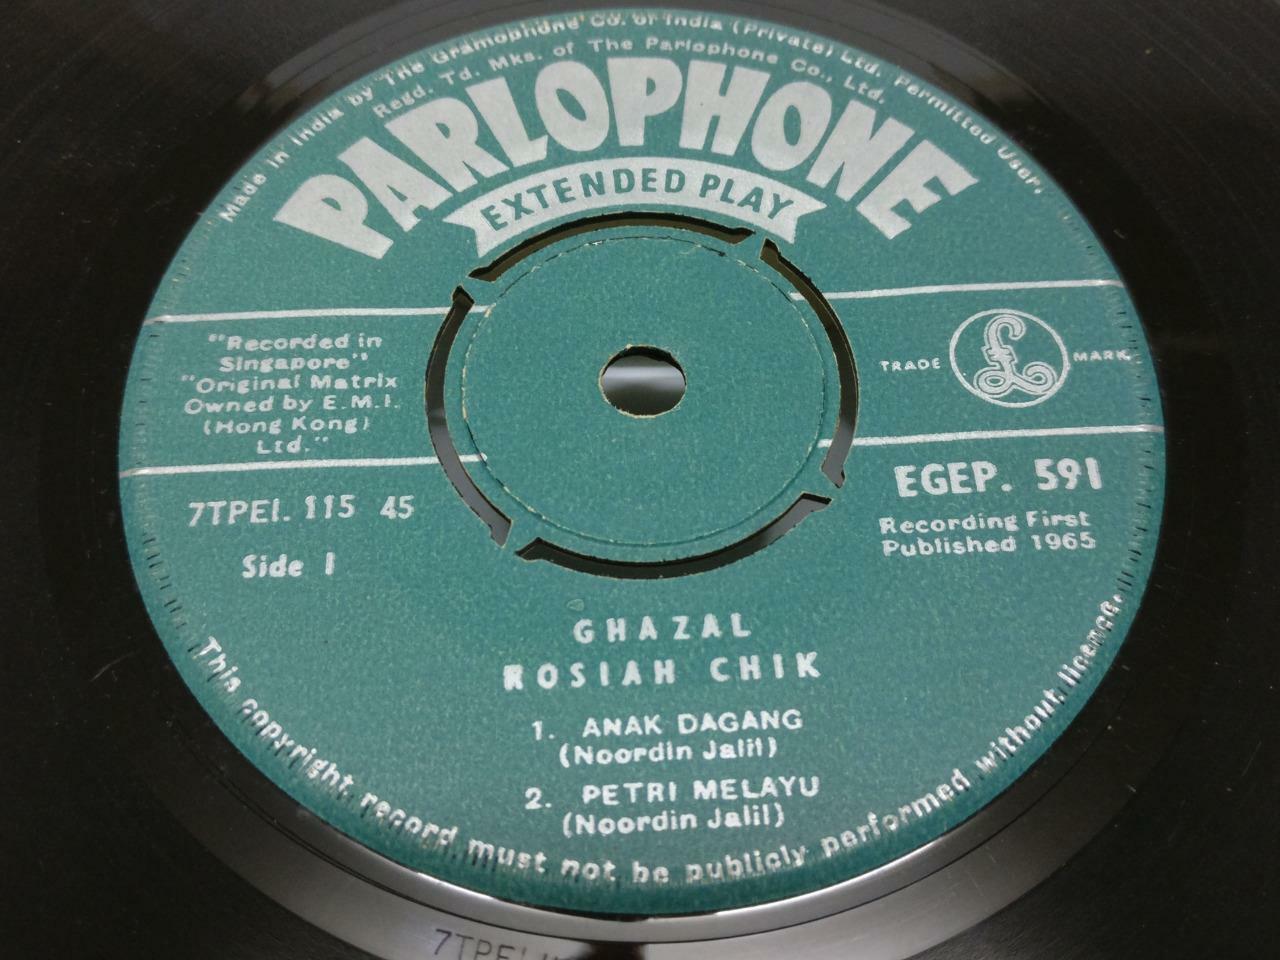 Made in India by The Gramophone Co. of India (Private) Ltd. Permitted User.
Regd. Td. Mks. of The Parlophone Co., Ltd.
PARLOPHONE
EXTENDED PLAY
"Recorded in
Singapore"
"Original Matrix
Owned by E.M.I.
(Hong Kong)
Ltd."
TRADE £ MARK
7TPEI. 115 45
Side 1
EGEP. 591
Recording First
Published 1965
GHAZAL
ROSIAH CHIK
1. ANAK DAGANG
(Noordin Jalil)
2. PETRI MELAYU
(Noordin Jalil)
This copyright record must not be publicly performed without licence.